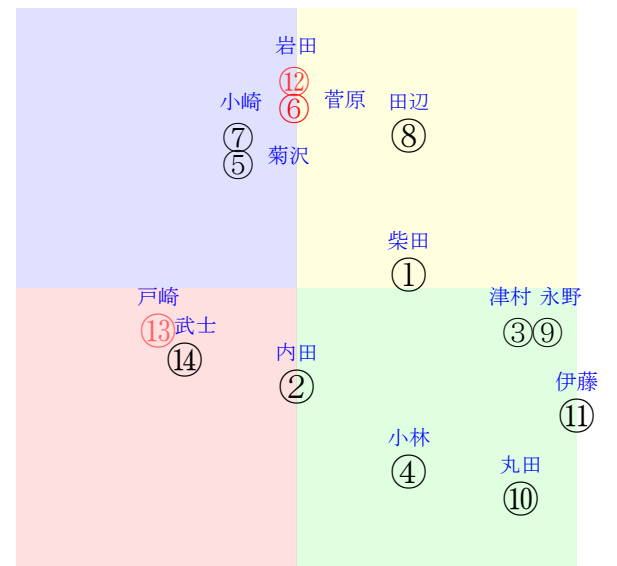 岩田
⑫
小崎
⑥
菅原
田辺
⑦
⑧
⑤
菊沢
柴田
①
戸崎
津村
永野
⑬
武士
③
⑨
⑭
内田
②
伊藤
⑪
小林
④
丸田
⑩